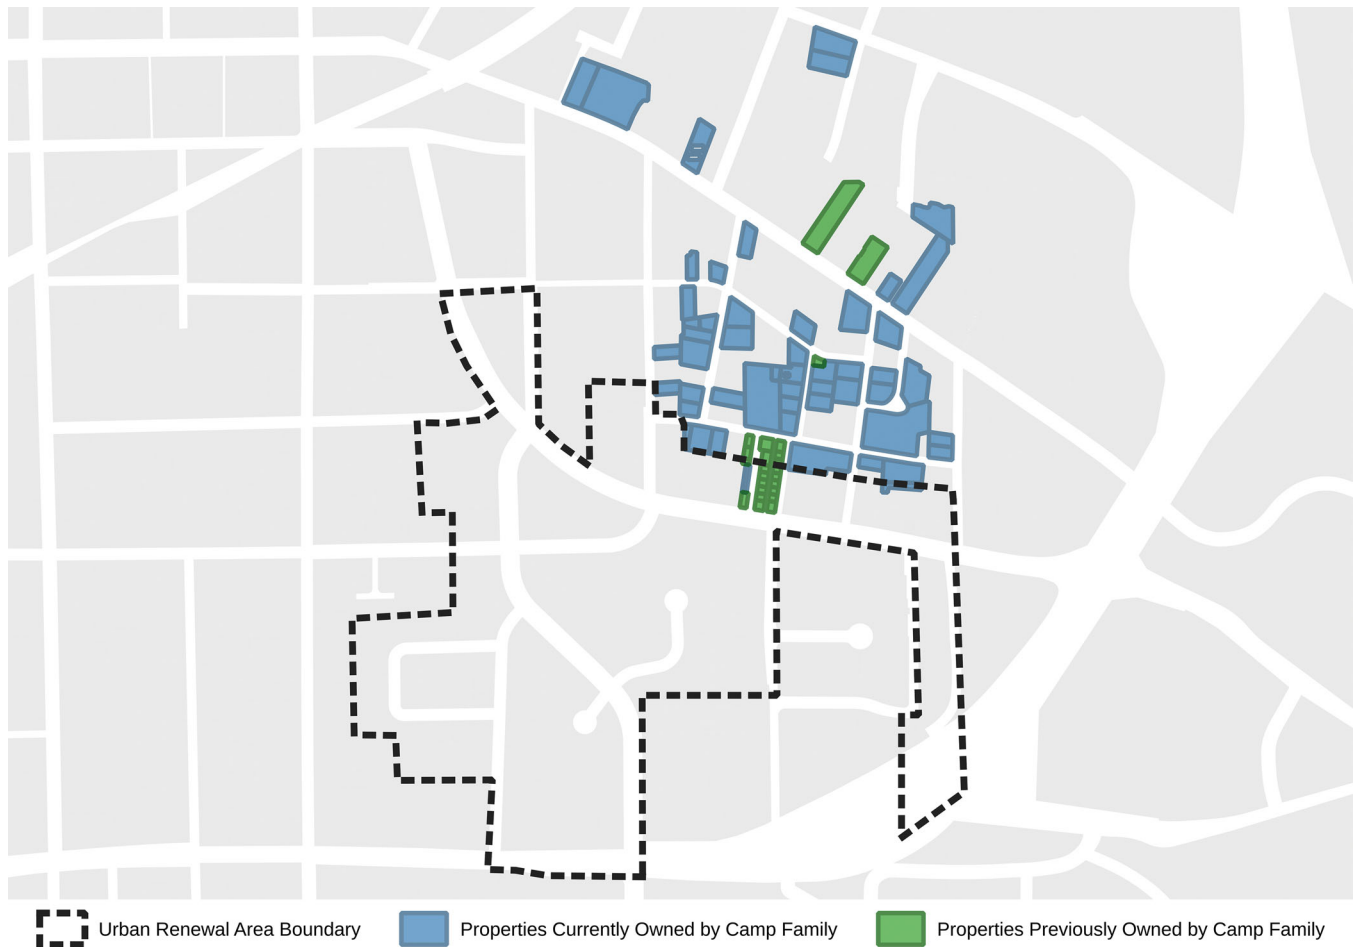 Urban Renewal Area Boundary
Properties Currently Owned by Camp Family
Properties Previously Owned by Camp Family